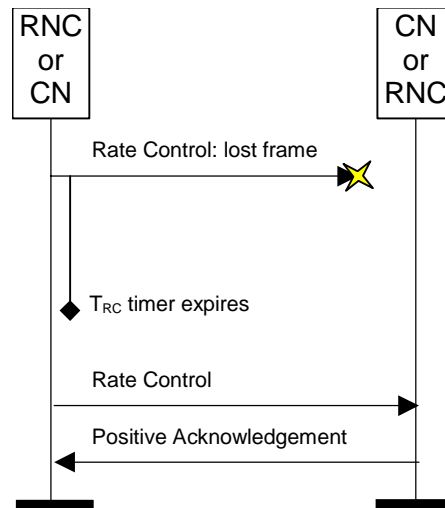 RNC
or
CN
CN
or
RNC
Rate Control: lost frame
TRC timer expires
Rate Control
Positive Acknowledgement